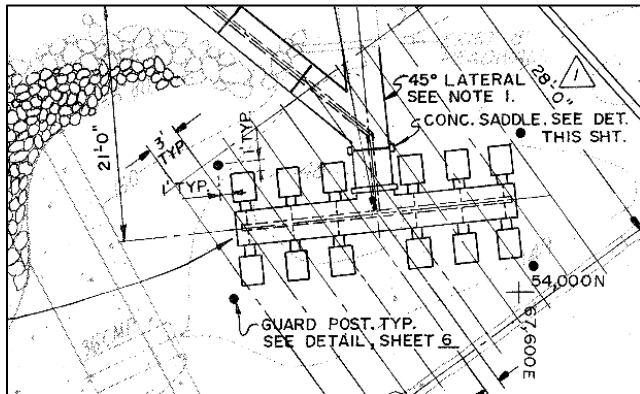 45° LATERAL
SEE NOTE 1.
28'-0"
1
CONC. SADDLE. SEE DET.
THIS SHT.
21'-0"
3'
TYP.
1' TYP.
1' TYP.
54,000N
67,600E
GUARD POST. TYP.
SEE DETAIL, SHEET 6